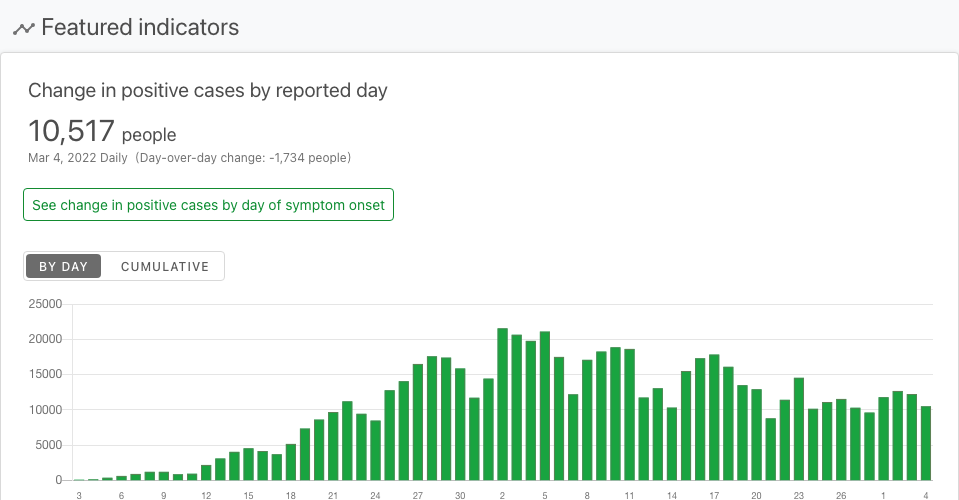 Featured indicators
Change in positive cases by reported day
10,517 people
Mar 4, 2022 Daily (Day-over-day change: -1,734 people)
See change in positive cases by day of symptom onset
BY DAY CUMULATIVE
25000
20000
15000
10000
5000
0
3 6 9 12 15 18 21 24 27 30 2 5 8 11 14 17 20 23 26 1 4